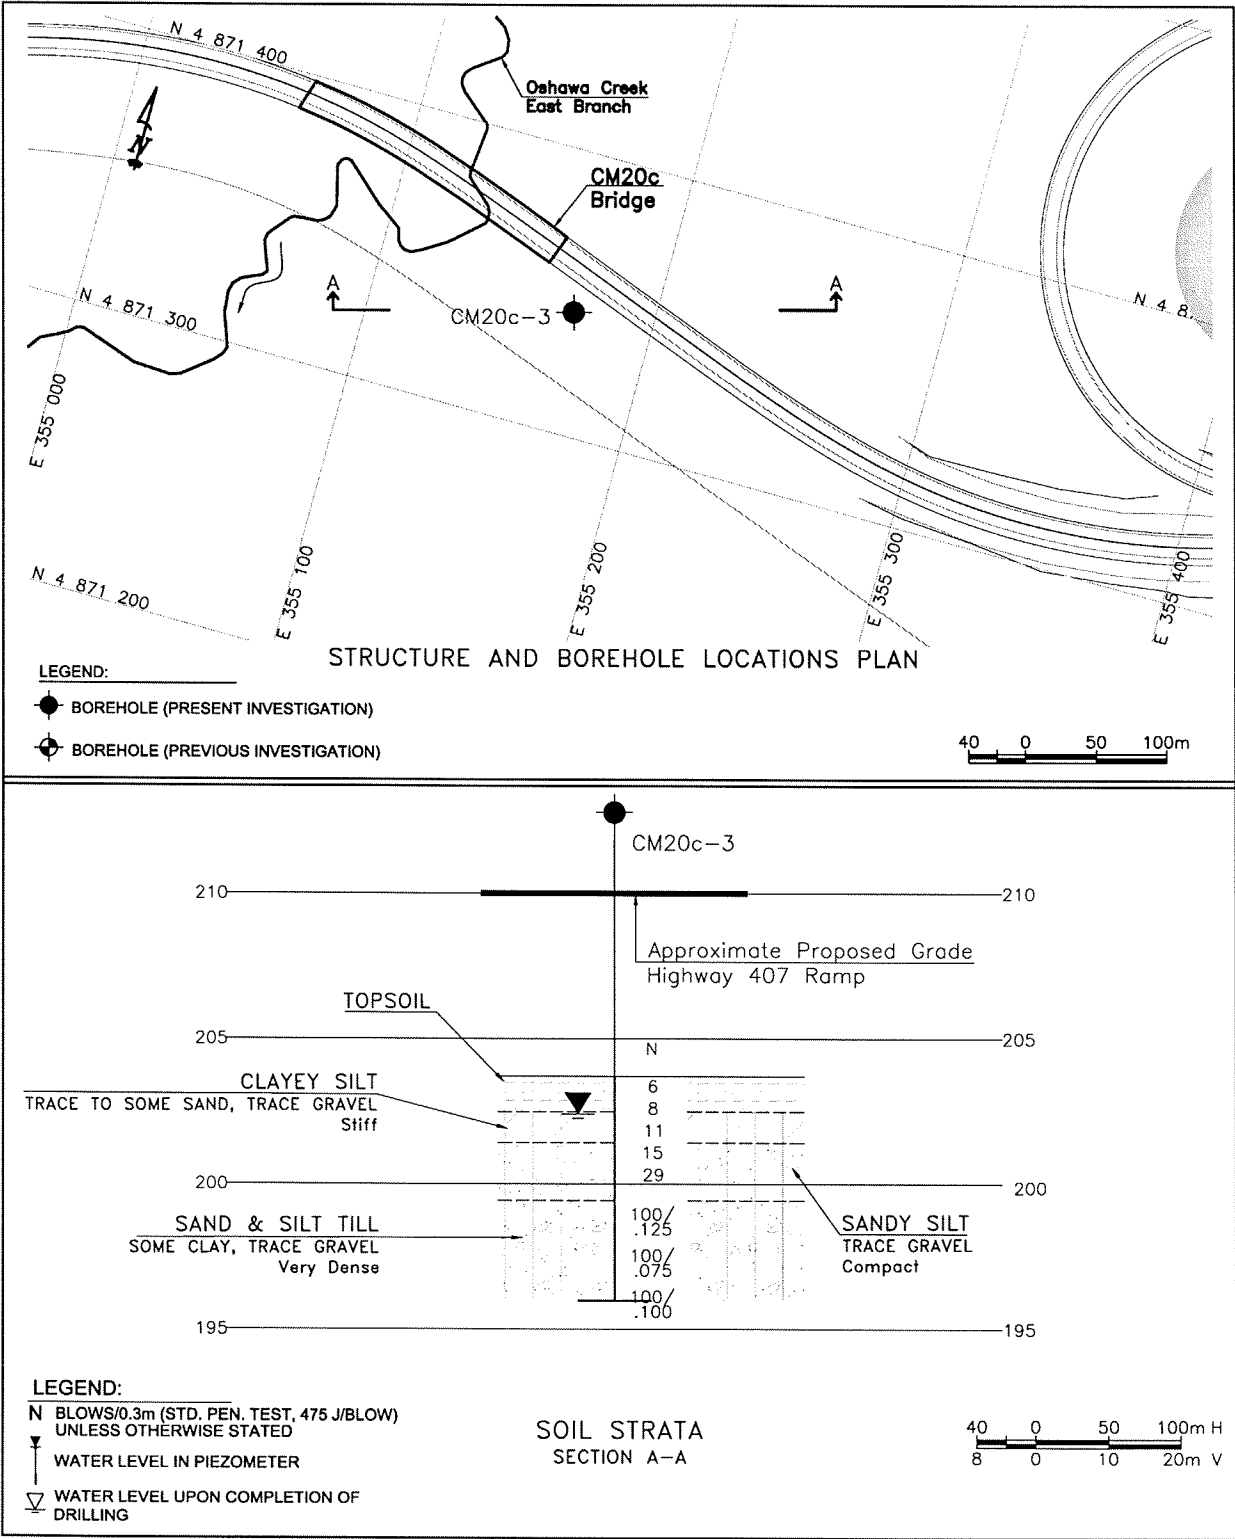 N 4 871 400
Oshawa Creek
East Branch
N
CM20c
Bridge
A
A
CM20c-3
N 4 871 300
N 4 8
E 355 000
E 355 100
E 355 200
E 355 300
E 355 400
N 4 871 200
STRUCTURE AND BOREHOLE LOCATIONS PLAN
LEGEND:
BOREHOLE (PRESENT INVESTIGATION)
BOREHOLE (PREVIOUS INVESTIGATION)
40 0 50 100m
CM20c-3
210
210
Approximate Proposed Grade
Highway 407 Ramp
TOPSOIL
205
205
N
CLAYEY SILT
TRACE TO SOME SAND, TRACE GRAVEL
Stiff
6
8
11
15
29
200
200
SAND & SILT TILL
SOME CLAY, TRACE GRAVEL
Very Dense
100/
.125
100/
.075
100/
.100
SANDY SILT
TRACE GRAVEL
Compact
195
195
LEGEND:
N BLOWS/0.3m (STD. PEN. TEST, 475 J/BLOW)
UNLESS OTHERWISE STATED
WATER LEVEL IN PIEZOMETER
WATER LEVEL UPON COMPLETION OF
DRILLING
SOIL STRATA
SECTION A-A
40 0 50 100m H
8 0 10 20m V